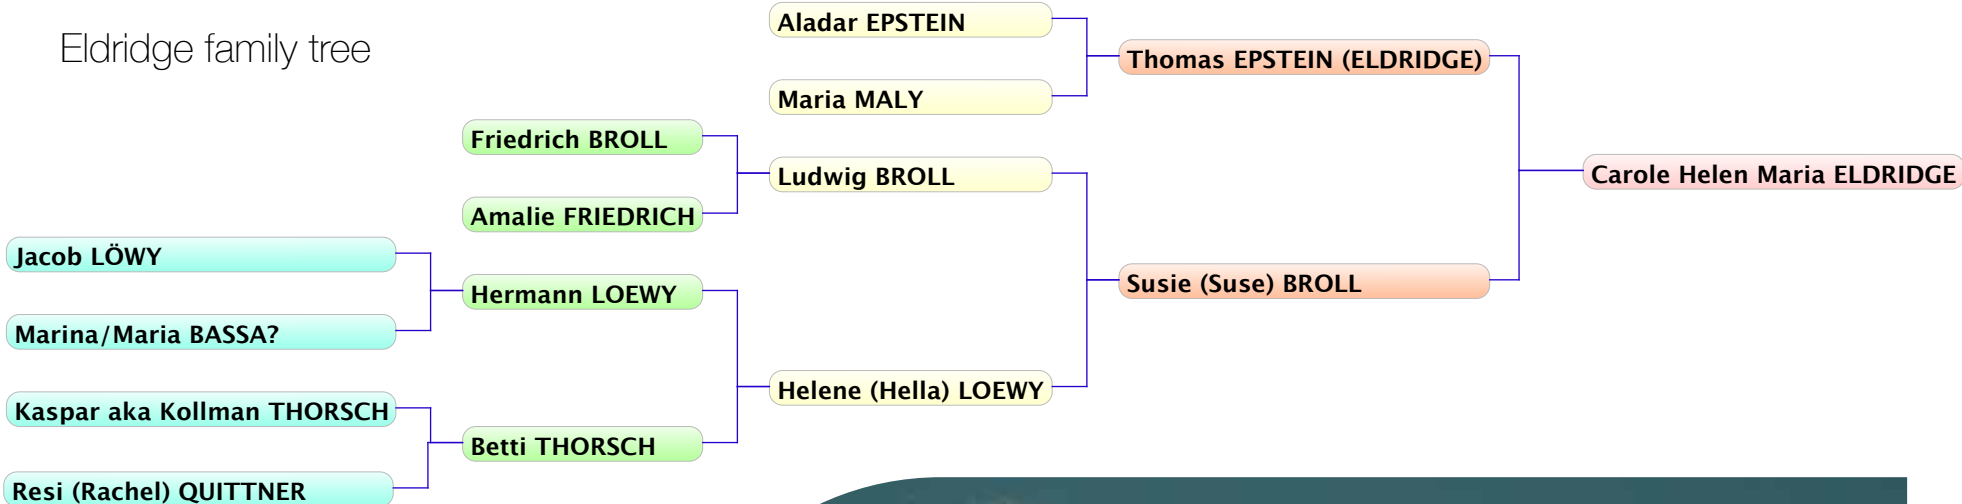 Eldridge family tree
Aladar EPSTEIN
Thomas EPSTEIN (ELDRIDGE)
Maria MALY
Friedrich BROLL
Ludwig BROLL
Carole Helen Maria ELDRIDGE
Amalie FRIEDRICH
Jacob LÖWY
Hermann LOEWY
Susie (Suse) BROLL
Marina/Maria BASSA?
Helene (Hella) LOEWY
Kaspar aka Kollman THORSCH
Betti THORSCH
Resi (Rachel) QUITTNER